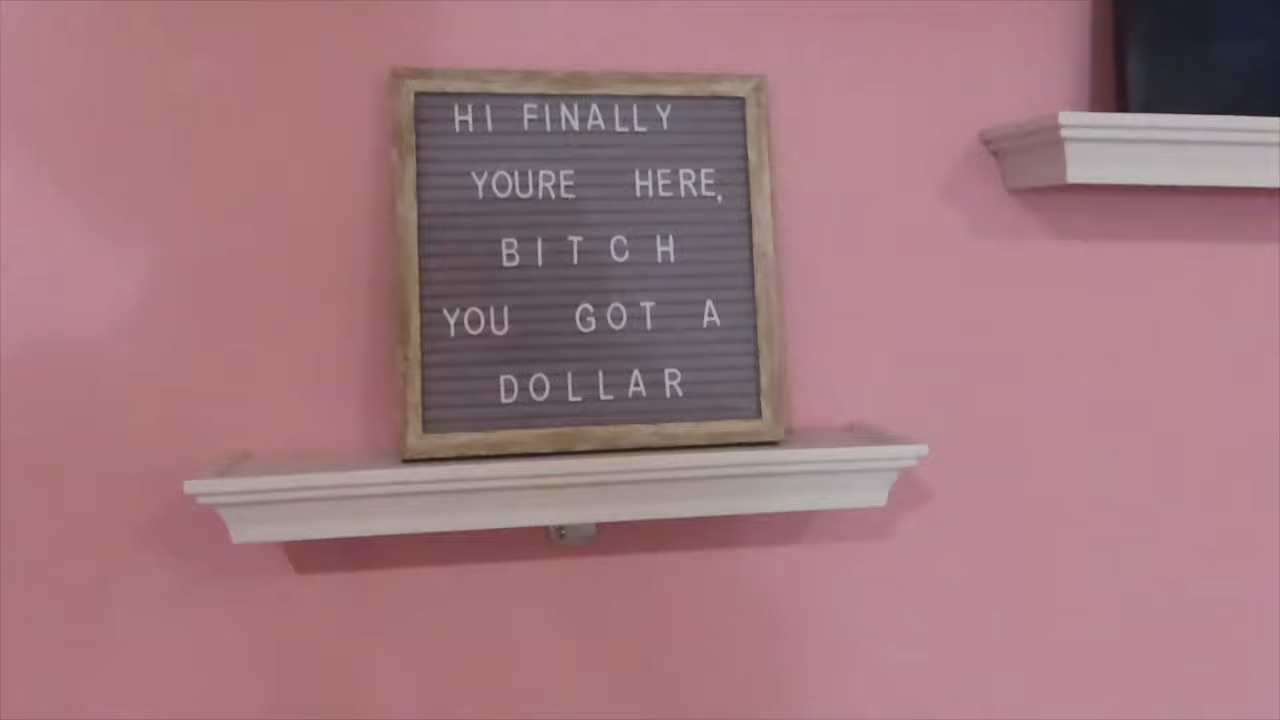 HI FINALLY
YOURE HERE,
BITCH
YOU GOT A
DOLLAR